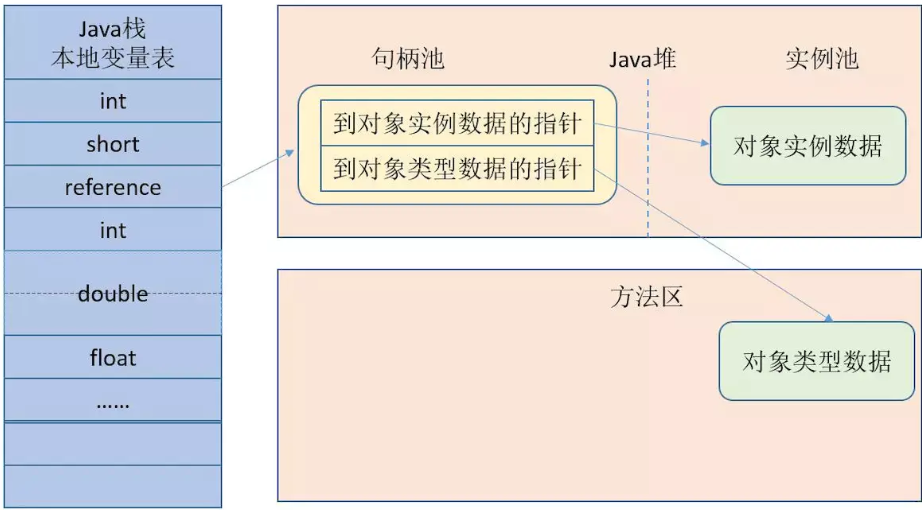 Java栈
本地变量表
int
short
reference
int
double
float
……
句柄池
Java堆
实例池
到对象实例数据的指针
到对象类型数据的指针
对象实例数据
方法区
对象类型数据